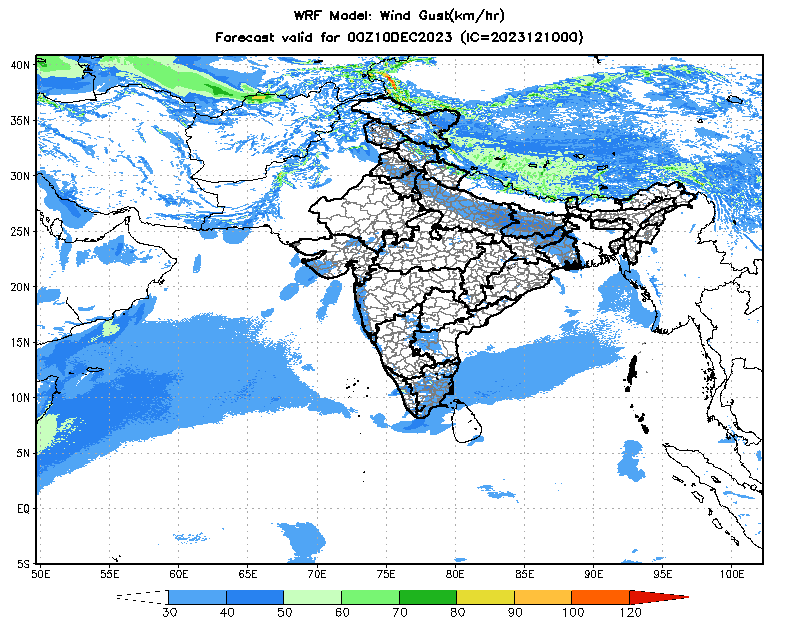 WRF Model: Wind Gust(km/hr)
Forecast valid for 00Z10DEC2023 (IC=2023121000)
40N
35N
30N
25N
20N
15N
10N
5N
EQ
5S
50E 55E 60E 65E 70E 75E 80E 85E 90E 95E 100E
30 40 50 60 70 80 90 100 120